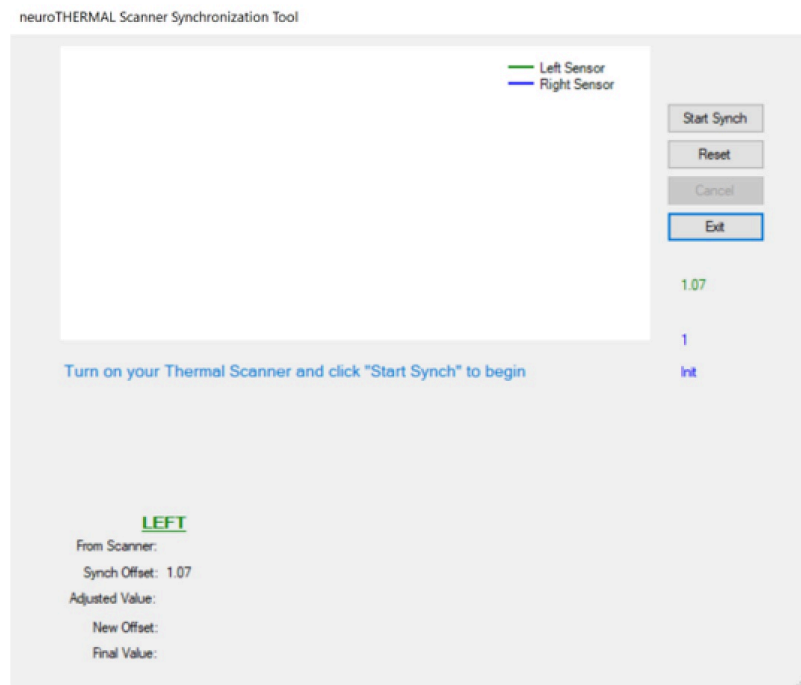 neuroTHERMAL Scanner Synchronization Tool
Left Sensor
Right Sensor
Start Synch
Reset
Cancel
Exit
1.07
1
Init
Turn on your Thermal Scanner and click "Start Synch" to begin
LEFT
From Scanner:
Synch Offset: 1.07
Adjusted Value:
New Offset:
Final Value: